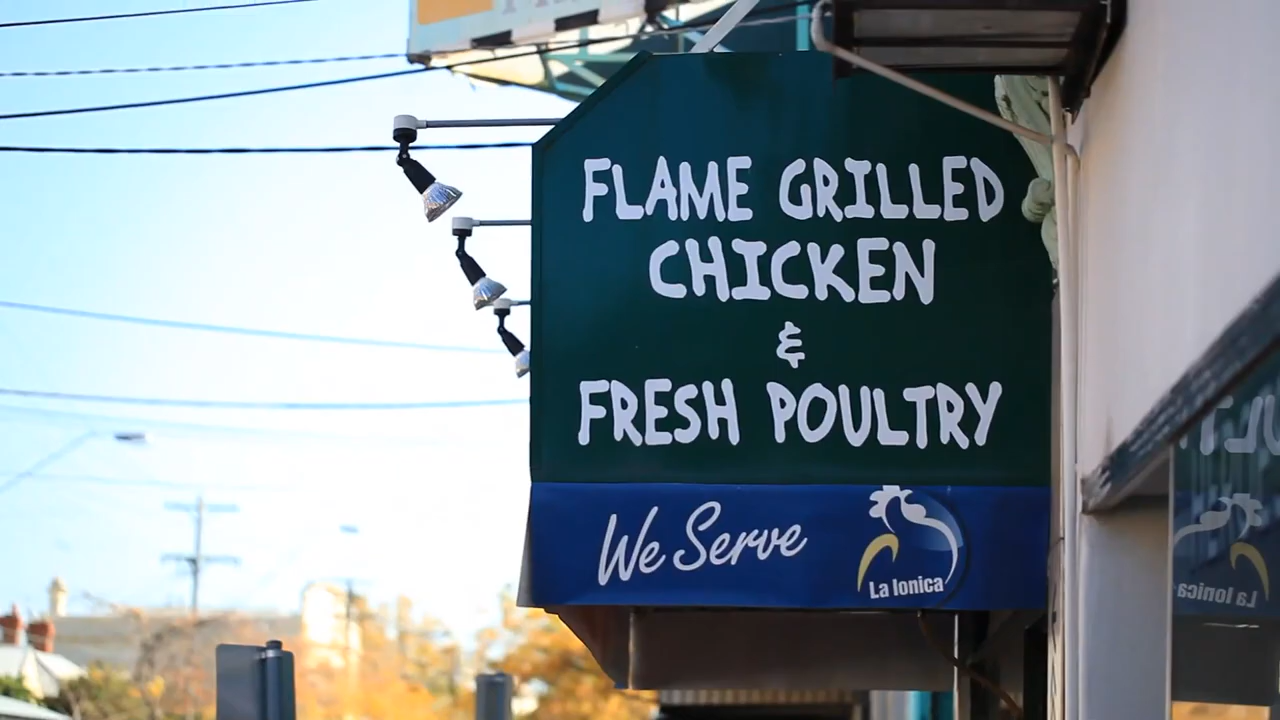 FLAME GRILLED
CHICKEN
&
FRESH POULTRY
We Serve
La Ionica
La Ionica